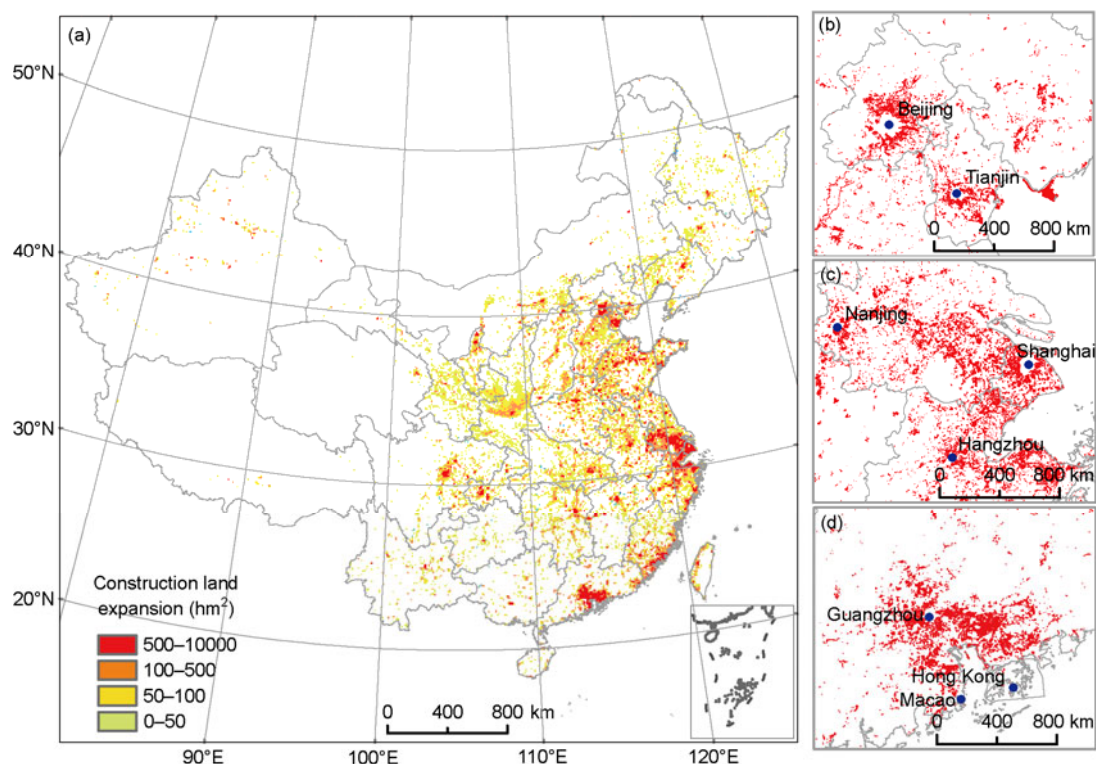 (a)
50°N
40°N
30°N
20°N
Construction land
expansion (hm²)
500–10000
100–500
50–100
0–50
0 400 800 km
90°E
100°E
110°E
120°E
(b)
Beijing
Tianjin
0 400 800 km
(c)
Nanjing
Shanghai
Hangzhou
0 400 800 km
(d)
Guangzhou
Hong Kong
Macao
0 400 800 km